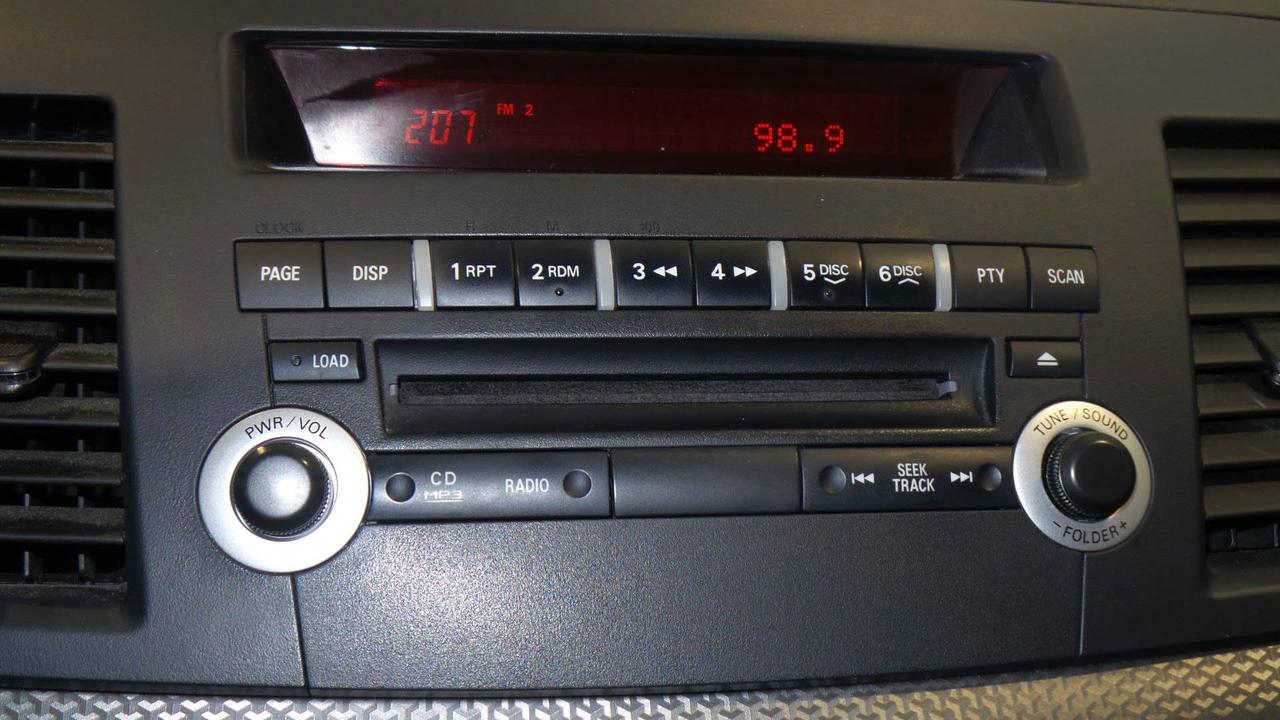 207 FM 2 98.9
CLOCK H M :00
PAGE DISP 1 RPT 2 RDM 3 4 5 DISC 6 DISC PTY SCAN
LOAD
PWR / VOL
TUNE / SOUND
CD
MP3
RADIO
SEEK
TRACK
- FOLDER +